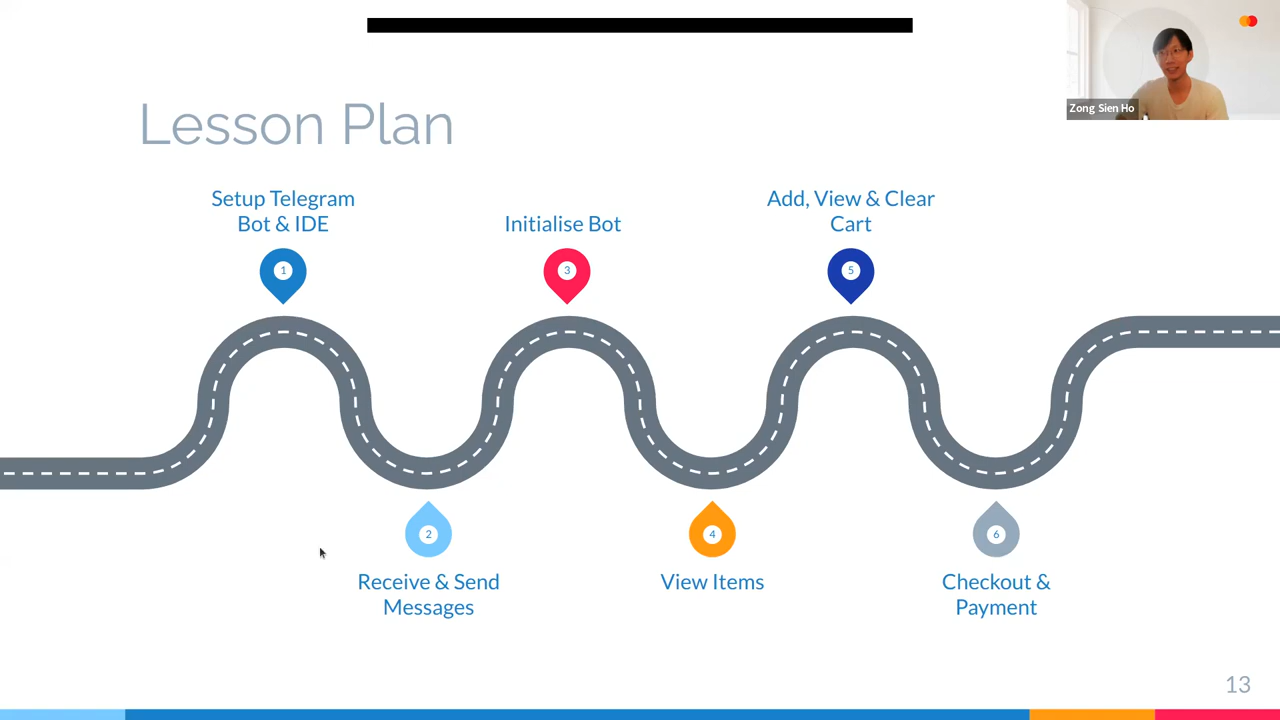 Zong Sien Ho
Lesson Plan
Setup Telegram
Bot & IDE
1
Receive & Send
Messages
2
Initialise Bot
3
View Items
4
Add, View & Clear
Cart
5
Checkout &
Payment
6
13